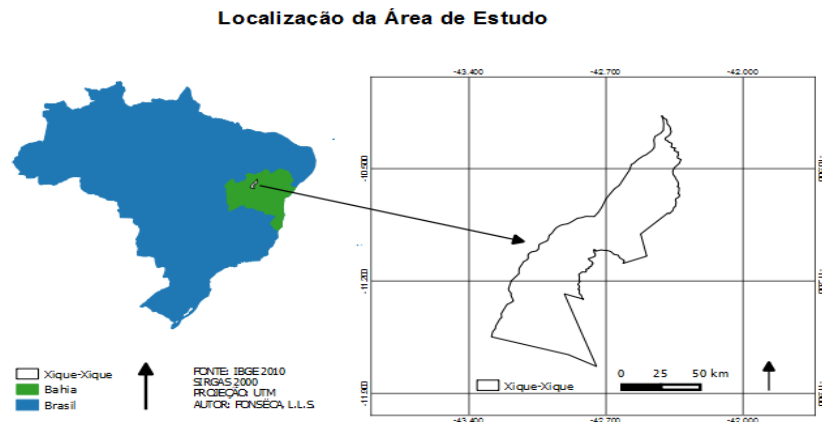 Localização da Área de Estudo
-43.400 -42.700 -42.000
-10.500
-11.200
-11.900
Xique-Xique
Bahia
Brasil
FONTE: IBGE 2010
SIRGAS 2000
PROJEÇÃO: UTM
AUTOR: FONSÊCA, L.L.S.
Xique-Xique
0 25 50 km
-43.400 -42.700 -42.000